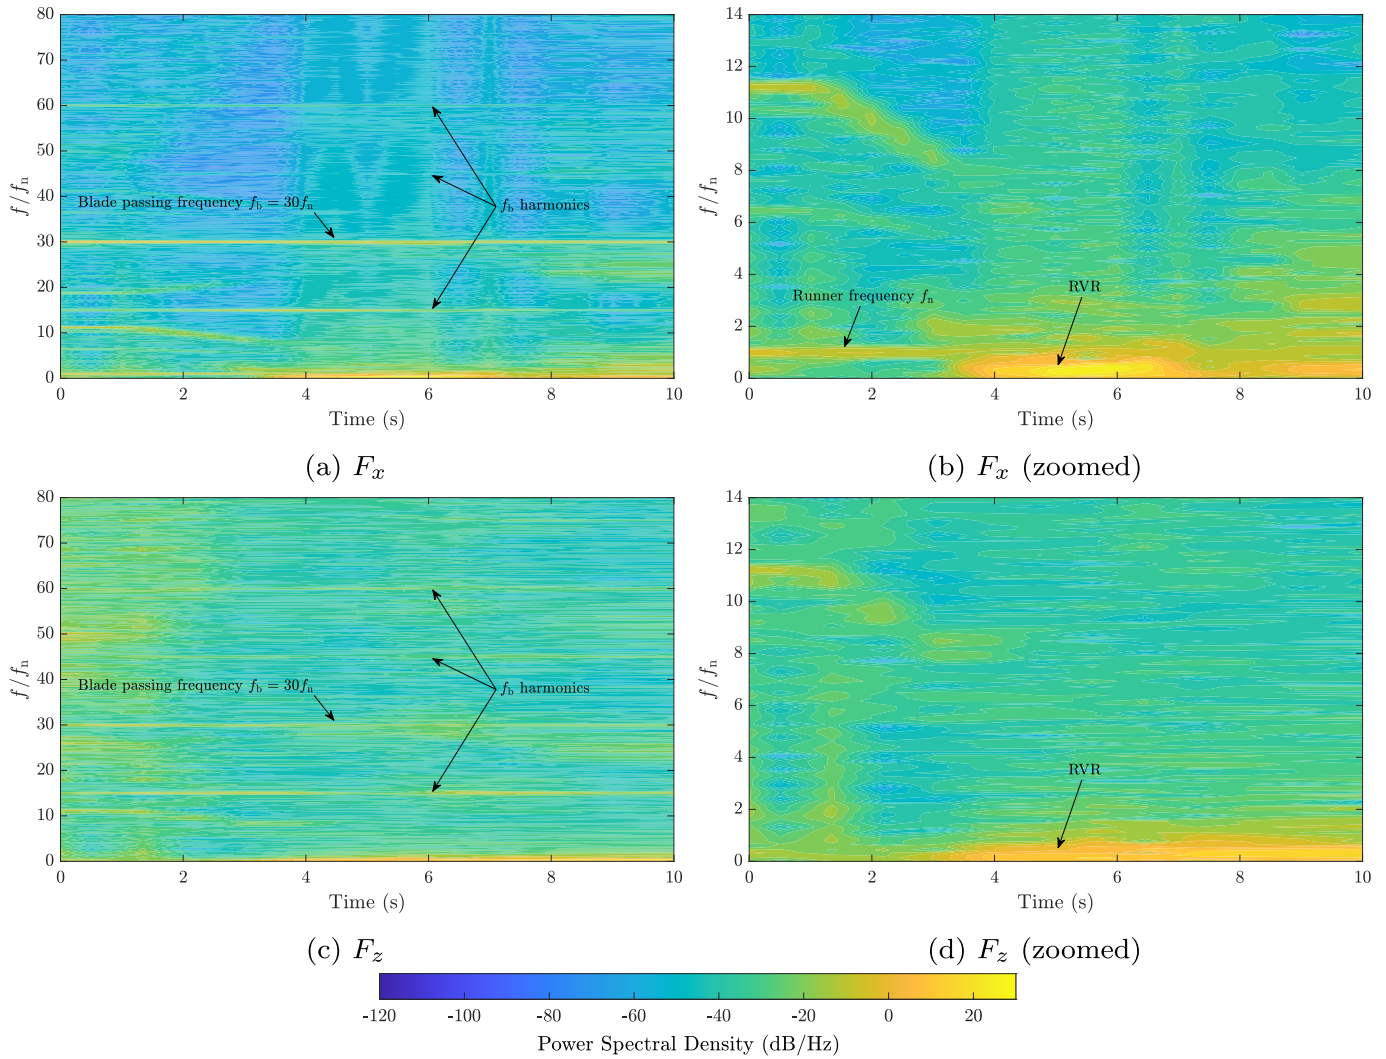 80
70
60
50
40
30
20
10
0
f/fn
Blade passing frequency fb = 30fn
fb harmonics
0 2 4 6 8 10
Time (s)
(a) Fx
14
12
10
8
6
4
2
0
f/fn
Runner frequency fn
RVR
0 2 4 6 8 10
Time (s)
(b) Fx (zoomed)
80
70
60
50
40
30
20
10
0
f/fn
Blade passing frequency fb = 30fn
fb harmonics
0 2 4 6 8 10
Time (s)
(c) Fz
14
12
10
8
6
4
2
0
f/fn
RVR
0 2 4 6 8 10
Time (s)
(d) Fz (zoomed)
-120 -100 -80 -60 -40 -20 0 20
Power Spectral Density (dB/Hz)